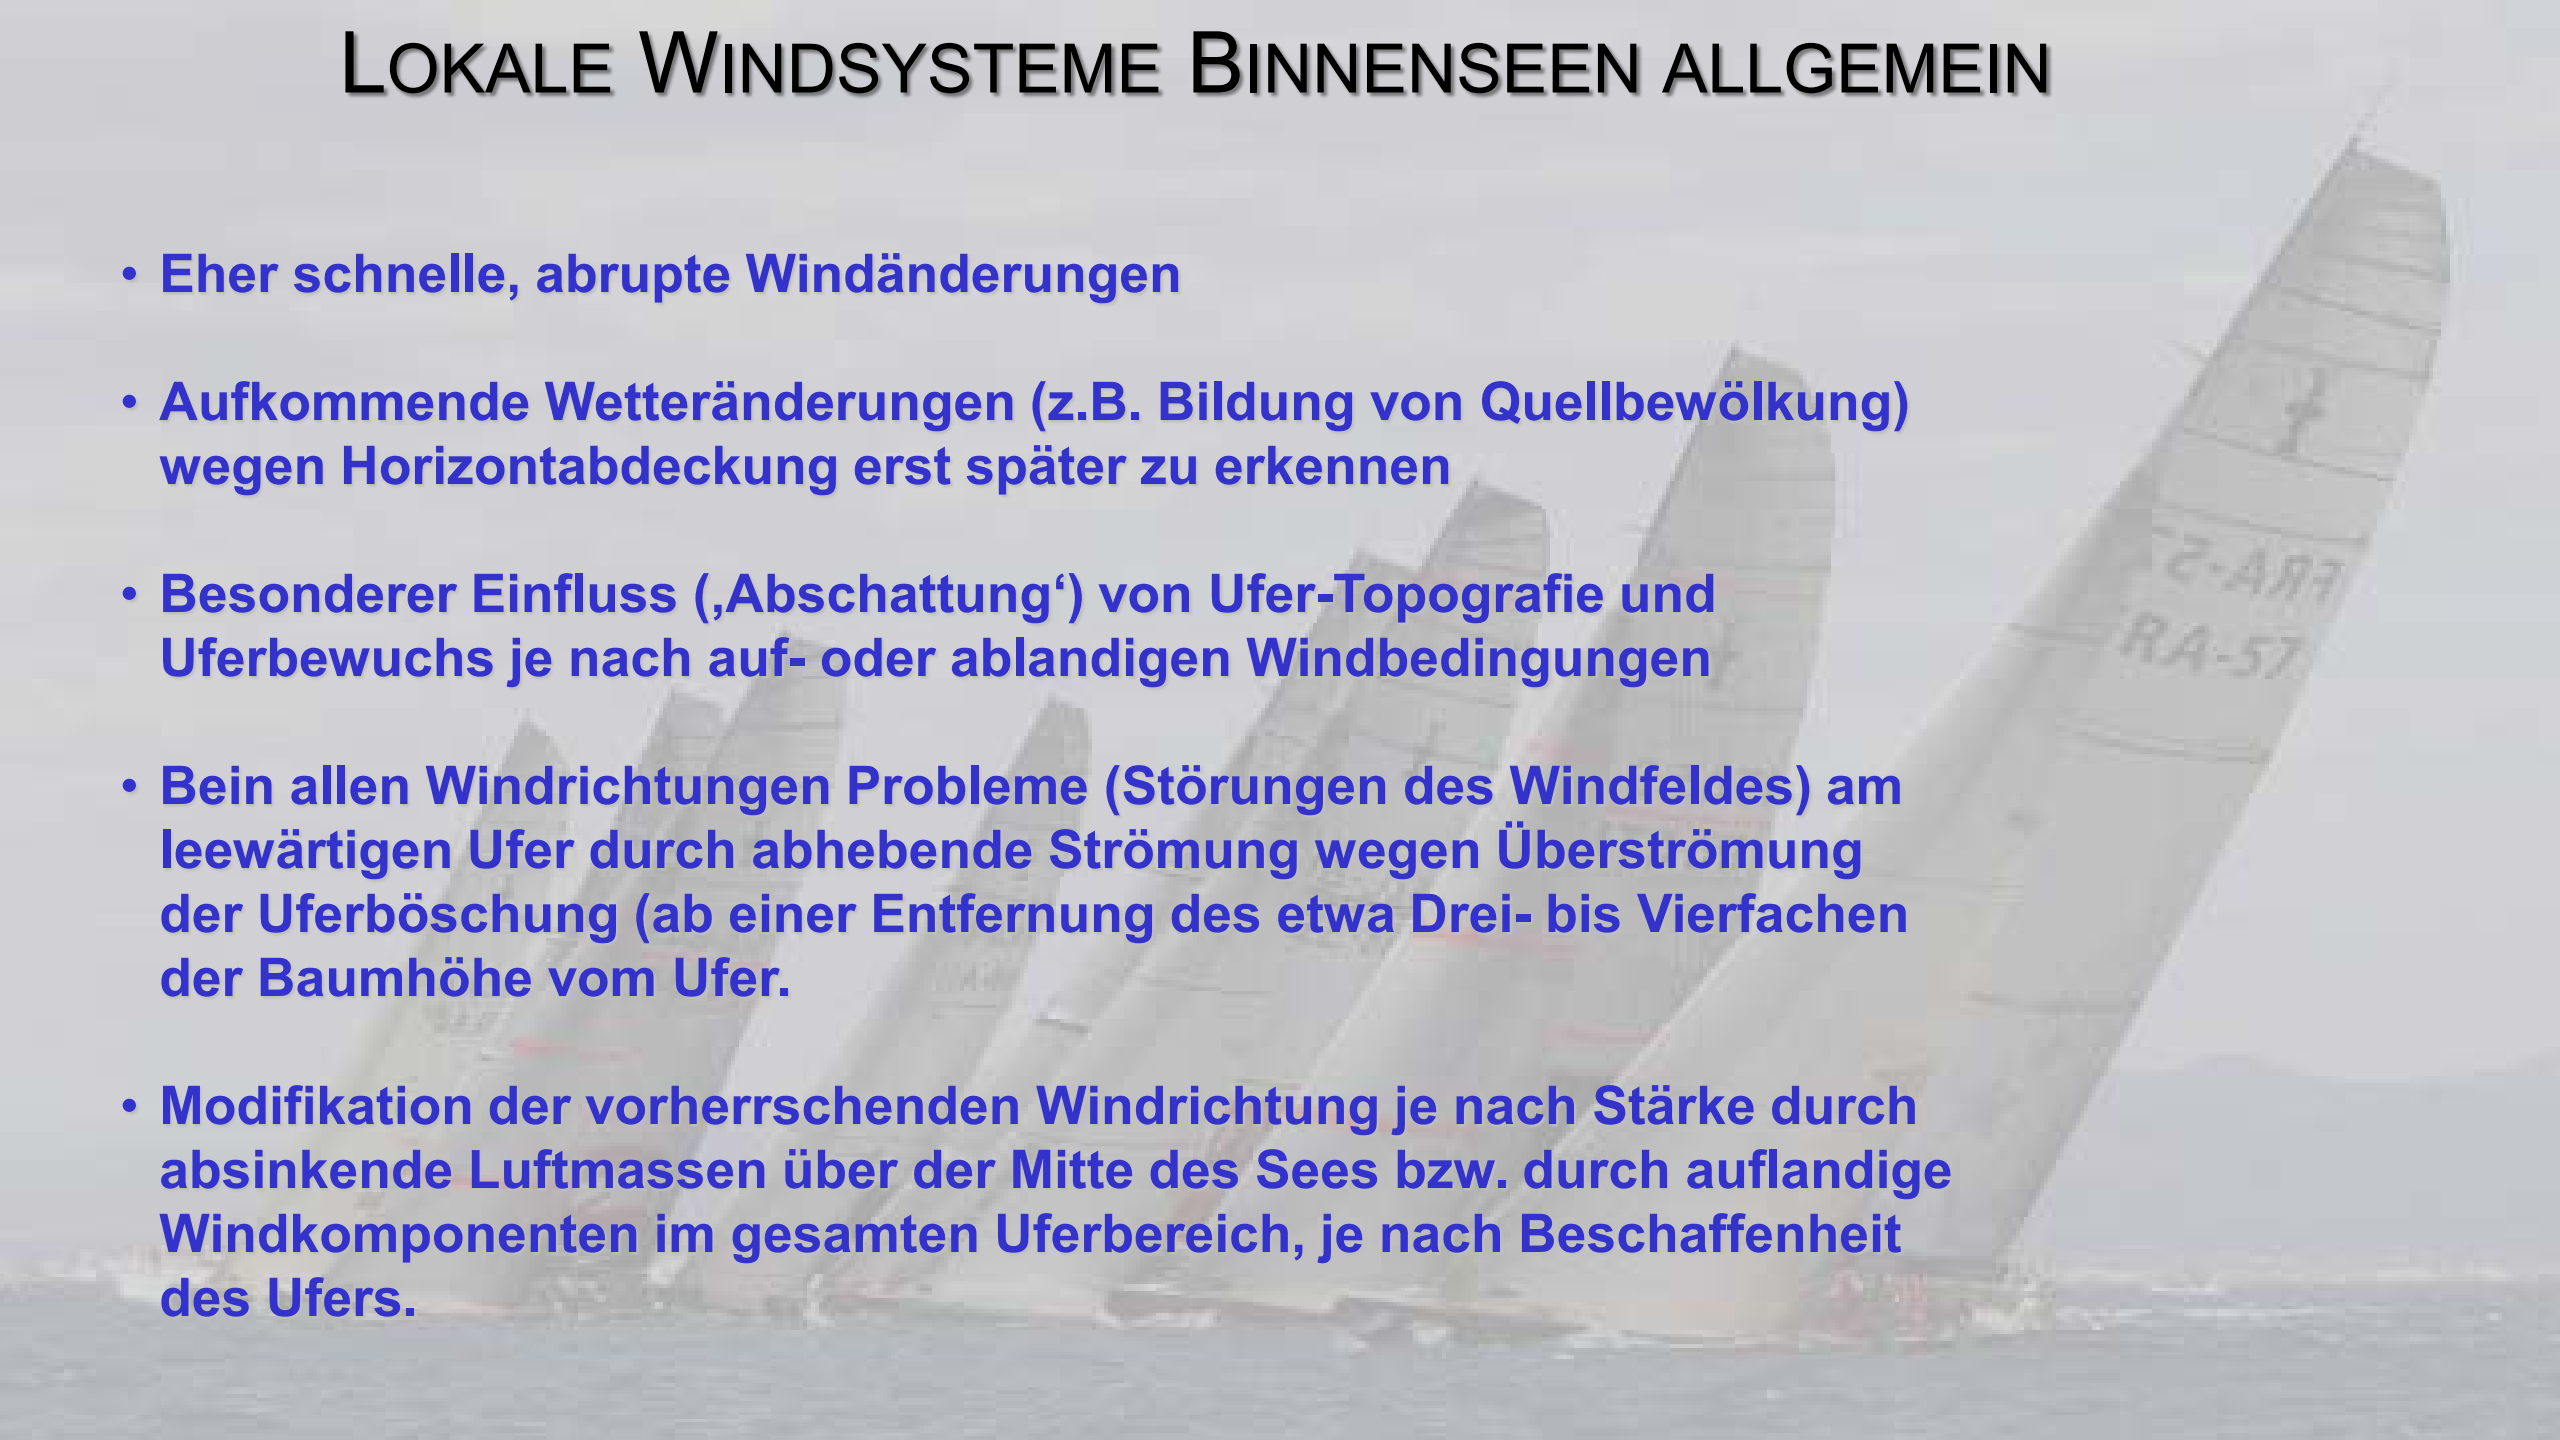 LOKALE WINDSYSTEME BINNENSEEN ALLGEMEIN
• Eher schnelle, abrupte Windänderungen
• Aufkommende Wetteränderungen (z.B. Bildung von Quellbewölkung)
wegen Horizontabdeckung erst später zu erkennen
• Besonderer Einfluss (‚Abschattung‘) von Ufer-Topografie und
Uferbewuchs je nach auf- oder ablandigen Windbedingungen
• Bein allen Windrichtungen Probleme (Störungen des Windfeldes) am
leewärtigen Ufer durch abhebende Strömung wegen Überströmung
der Uferböschung (ab einer Entfernung des etwa Drei- bis Vierfachen
der Baumhöhe vom Ufer.
• Modifikation der vorherrschenden Windrichtung je nach Stärke durch
absinkende Luftmassen über der Mitte des Sees bzw. durch auflandige
Windkomponenten im gesamten Uferbereich, je nach Beschaffenheit
des Ufers.